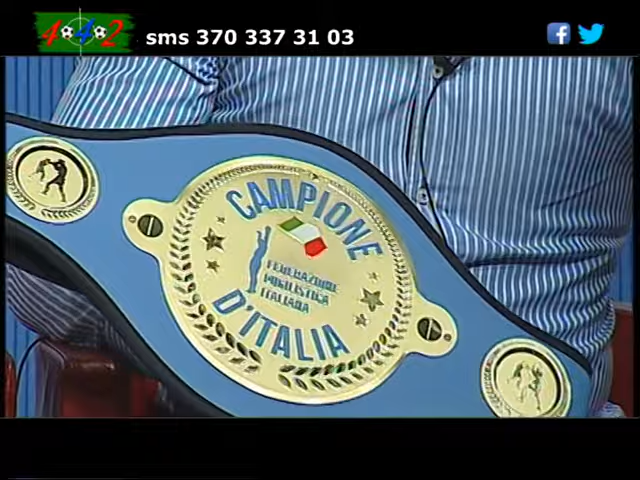 4 4 2
sms 370 337 31 03
CAMPIONE
FEDERAZIONE
PUGILISTICA
ITALIANA
D'ITALIA